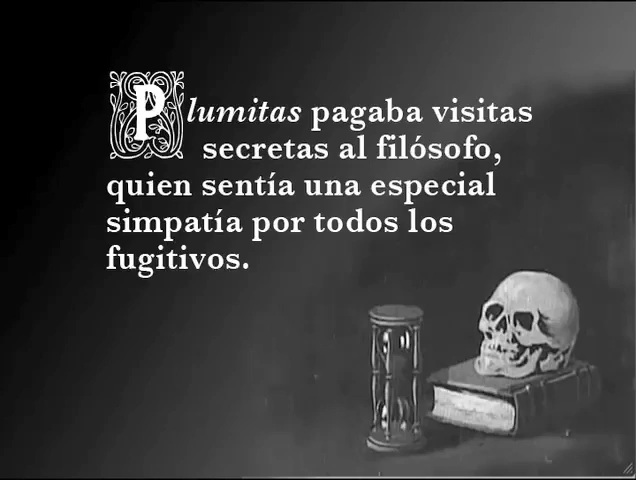 Plumitas pagaba visitas
secretas al filósofo,
quien sentía una especial
simpatía por todos los
fugitivos.